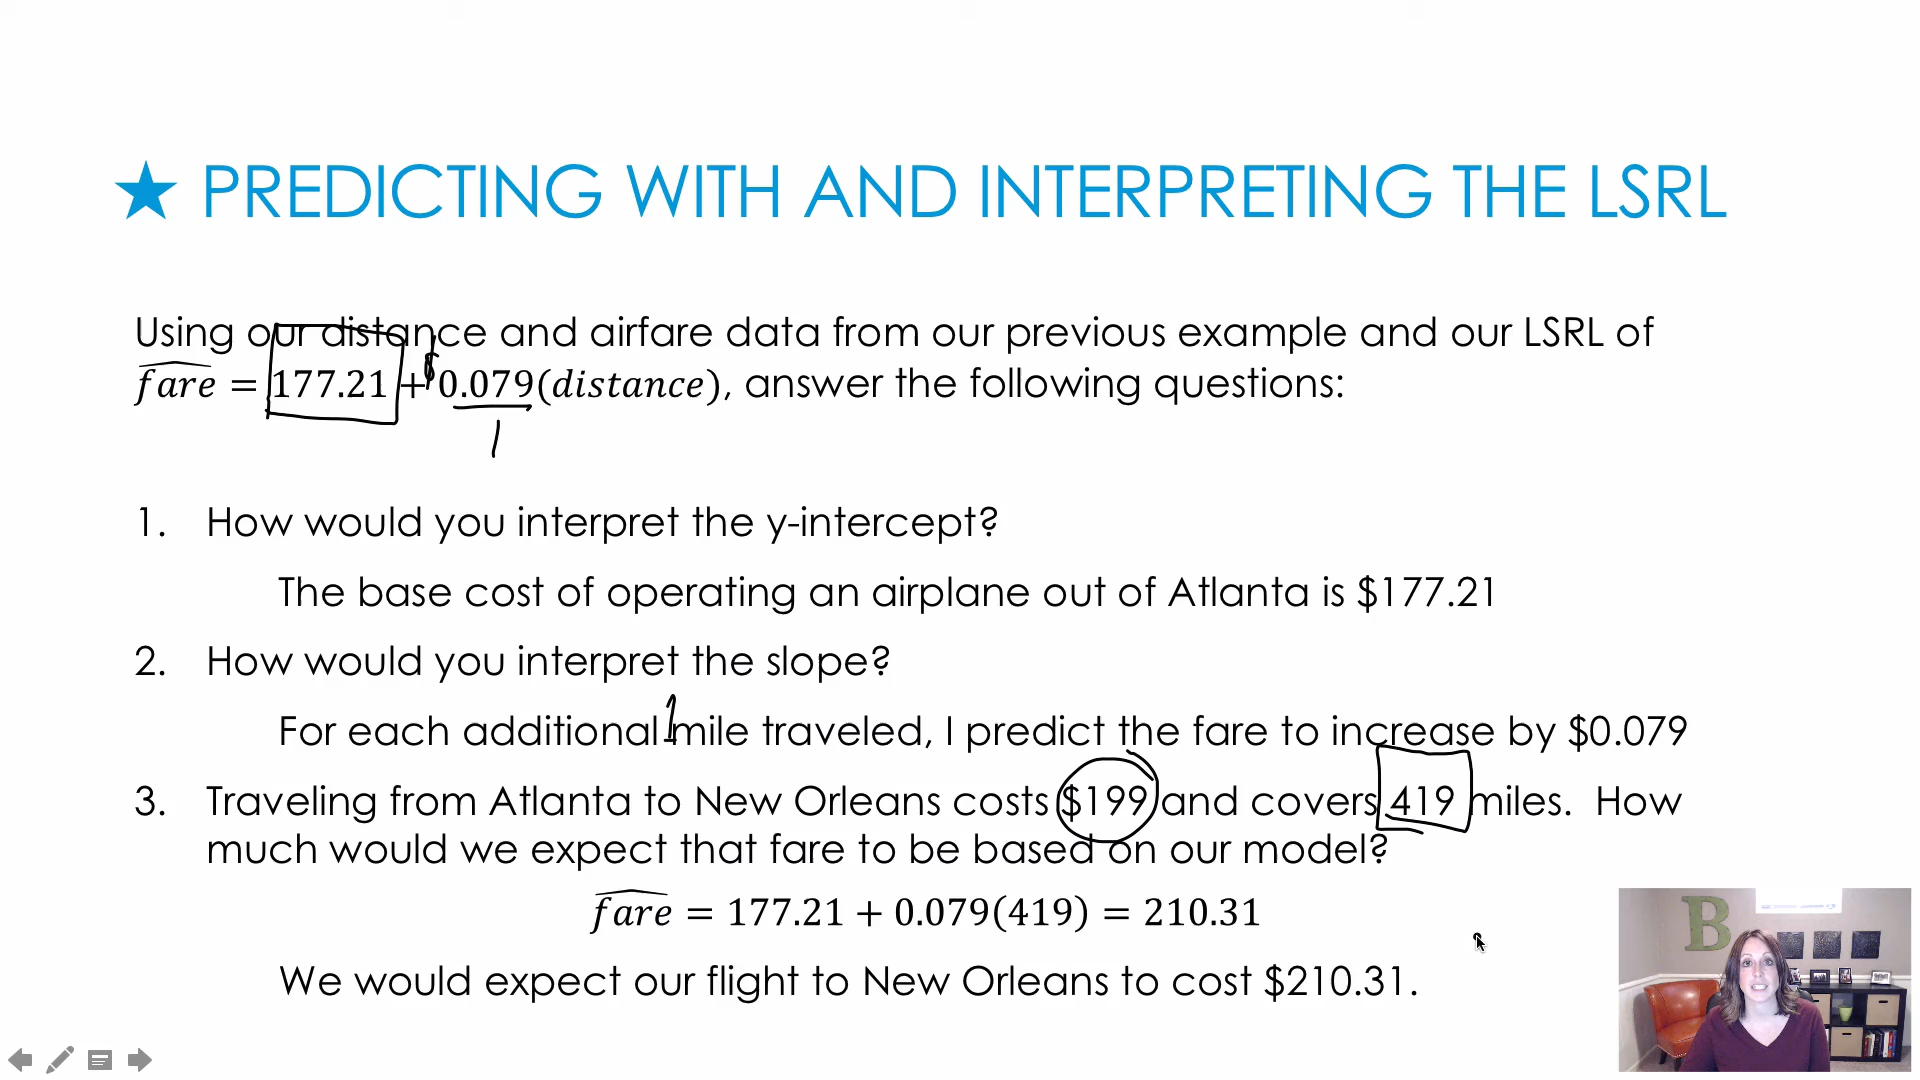 ★ PREDICTING WITH AND INTERPRETING THE LSRL
Using our distance and airfare data from our previous example and our LSRL of
\widehat{fare} = 177.21 + $0.079(distance), answer the following questions:
1
1. How would you interpret the y-intercept?
The base cost of operating an airplane out of Atlanta is $177.21
2. How would you interpret the slope?
1
For each additional mile traveled, I predict the fare to increase by $0.079
3. Traveling from Atlanta to New Orleans costs $199 and covers 419 miles. How
much would we expect that fare to be based on our model?
\widehat{fare} = 177.21 + 0.079(419) = 210.31
We would expect our flight to New Orleans to cost $210.31.
B